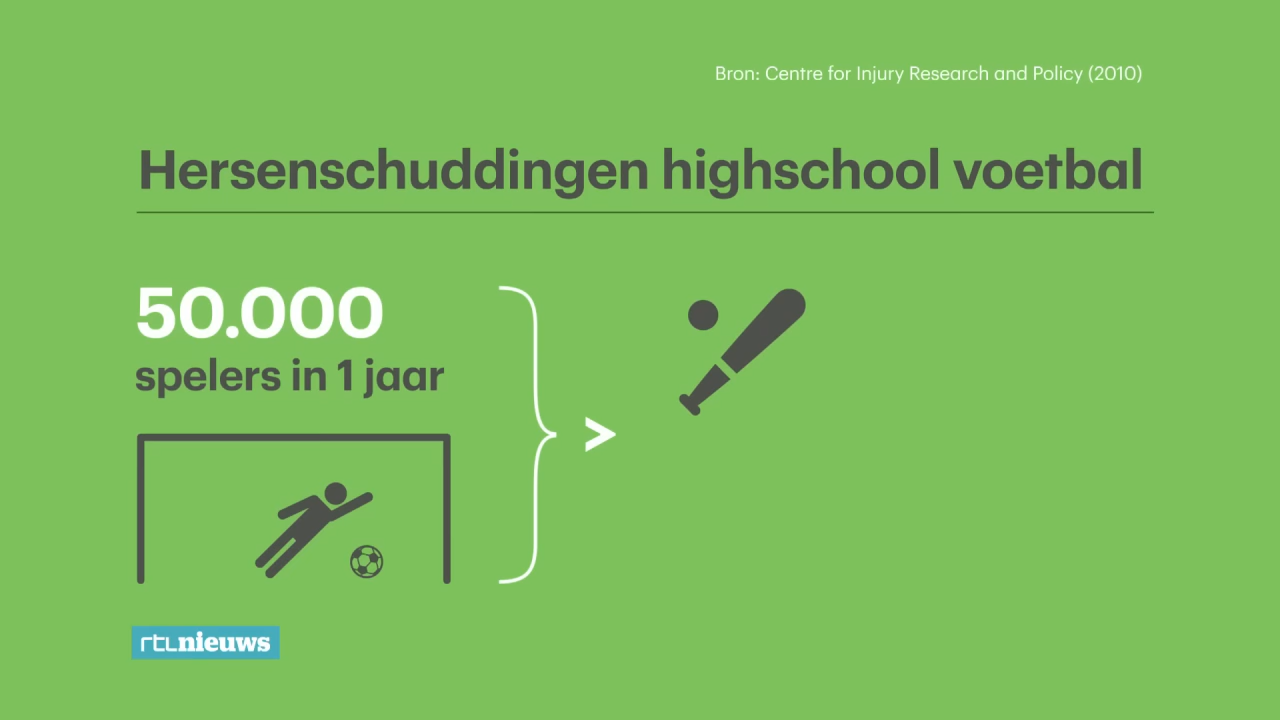 Bron: Centre for Injury Research and Policy (2010)
Hersenschuddingen highschool voetbal
50.000
spelers in 1 jaar
>
rtlnieuws